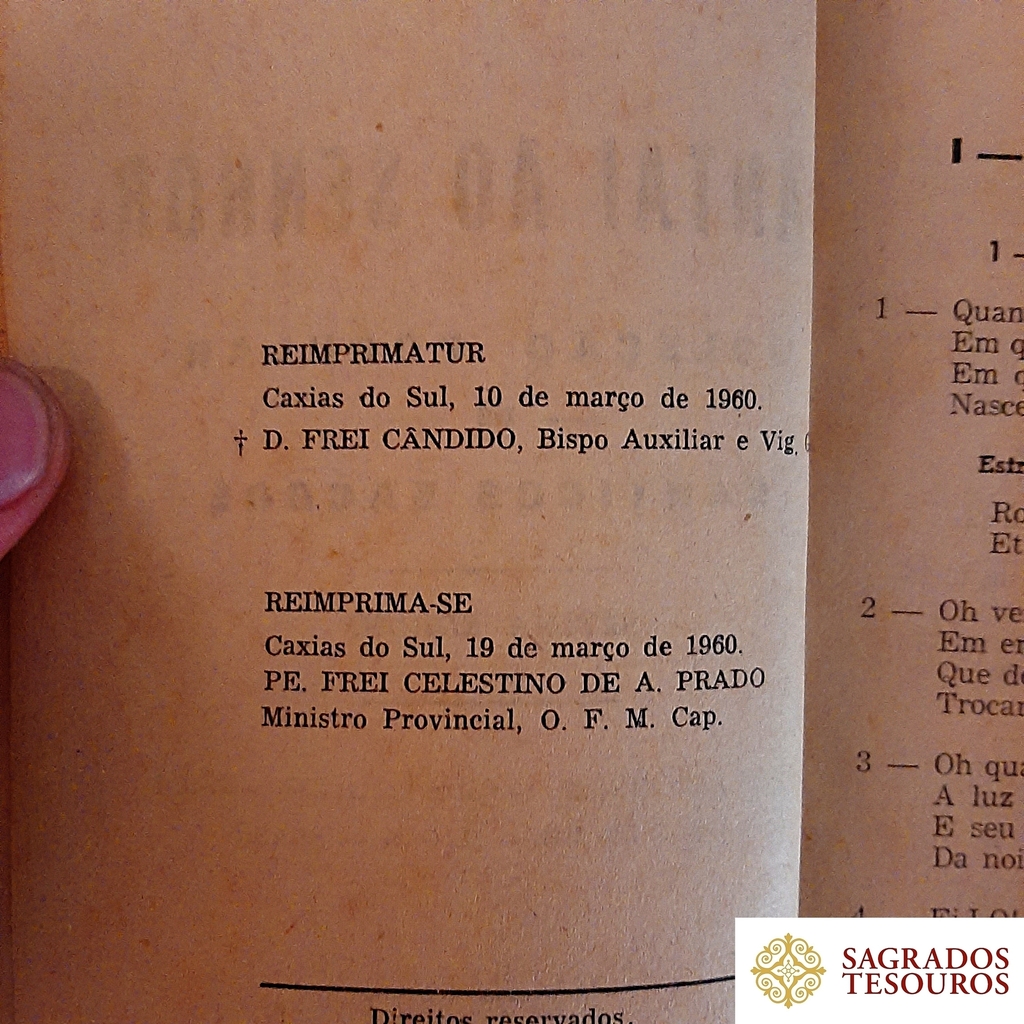 REIMPRIMATUR
Caxias do Sul, 10 de março de 1960.
† D. FREI CÂNDIDO, Bispo Auxiliar e Vig.
REIMPRIMA-SE
Caxias do Sul, 19 de março de 1960.
PE. FREI CELESTINO DE A. PRADO
Ministro Provincial, O. F. M. Cap.
Direitos reservados.
I —
1 –
1 — Quan
Em q
Em
Nasce
Estr
Ro
Et
2 — Oh ve
Em en
Que de
Trocar
3 — Oh qua
A luz
E seu
Da noi
SAGRADOS
TESOUROS